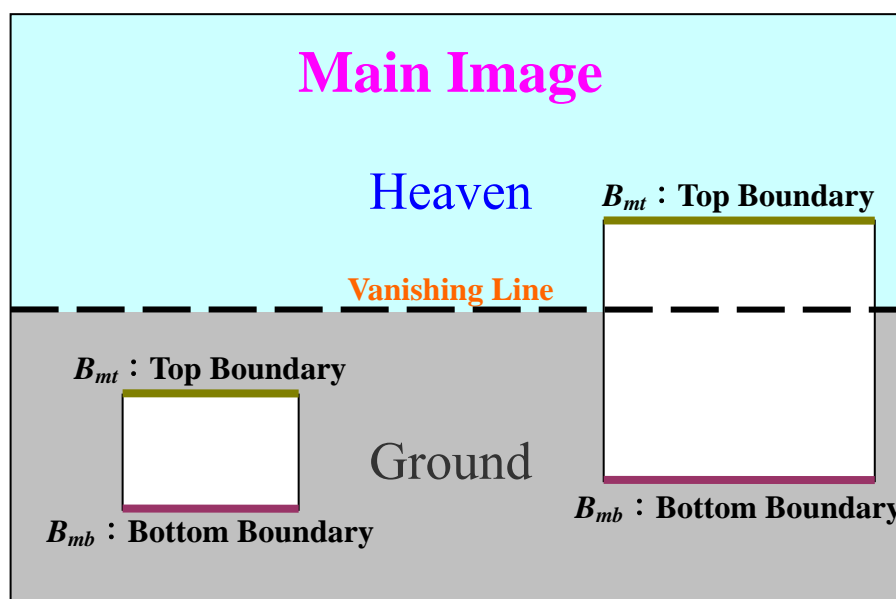 Main Image
Heaven
B_mt：Top Boundary
Vanishing Line
B_mt：Top Boundary
Ground
B_mb：Bottom Boundary
B_mb：Bottom Boundary